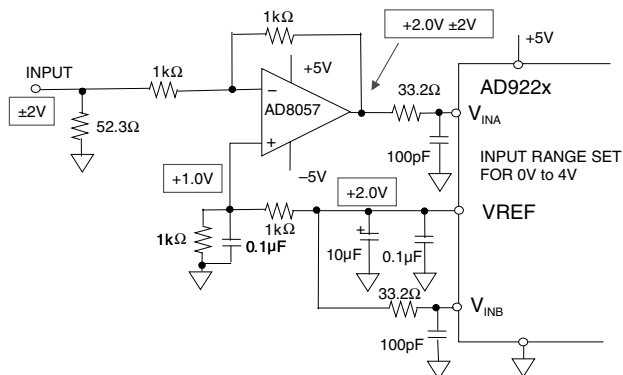 1kΩ
+2.0V ±2V
+5V
INPUT
1kΩ
+5V
33.2Ω
AD922x
±2V
−
AD8057
VINA
52.3Ω
+
100pF
INPUT RANGE SET
FOR 0V to 4V
+1.0V
−5V
+2.0V
VREF
1kΩ
1kΩ
0.1µF
+
10µF
0.1µF
33.2Ω
VINB
100pF